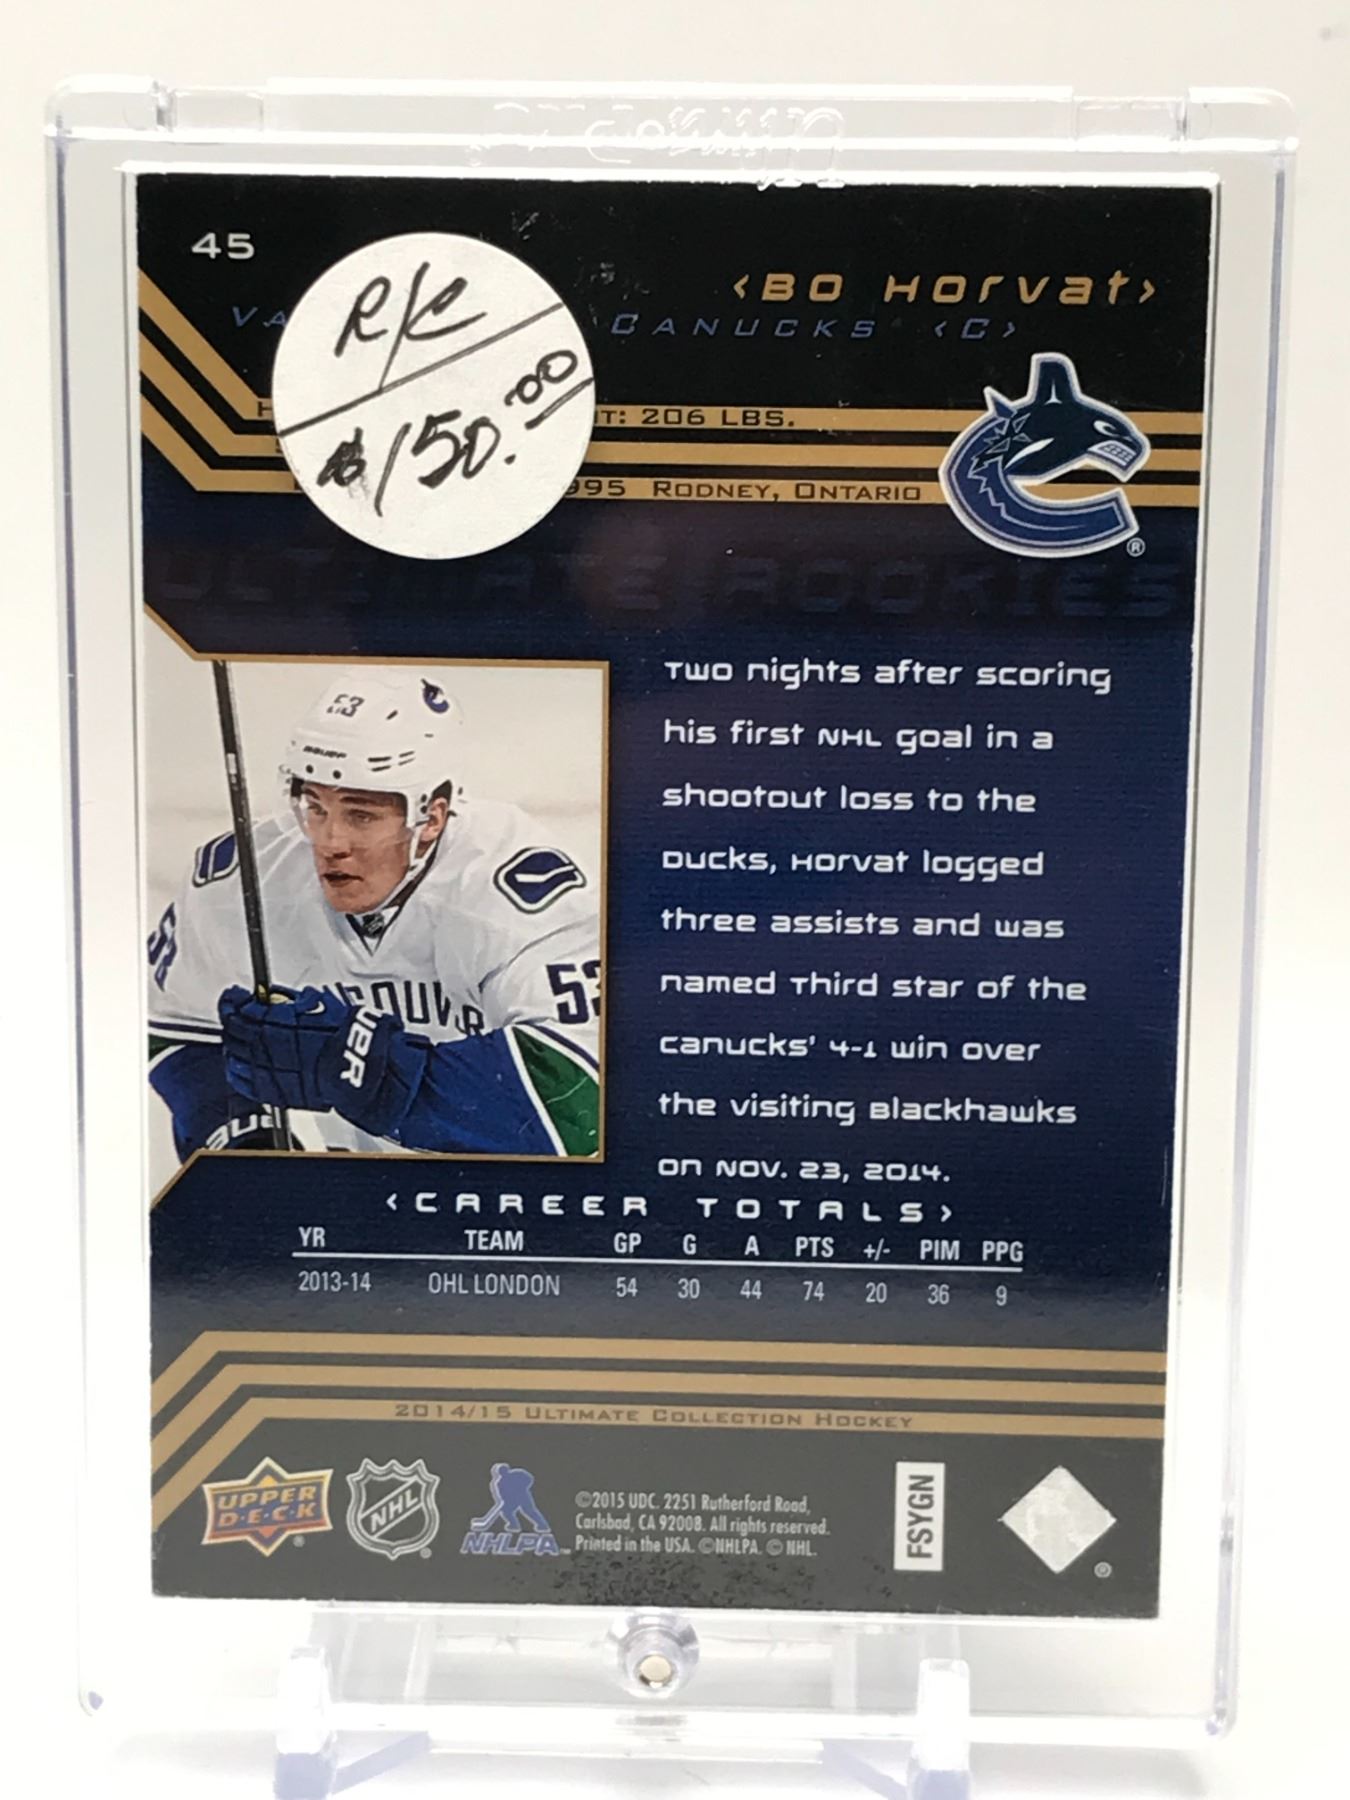 45
<BO HORVAT>
VA CANUCKS <C>
R/C
$150.00
T: 206 LBS.
995 RODNEY, ONTARIO
ULTIMATE ROOKIES
TWO nights after scoring
his first NHL goal in a
shootout loss to the
Ducks, Horvat logged
three assists and was
named Third star of the
Canucks' 4-1 win over
the visiting Blackhawks
on NOV. 23, 2014.
53
BAUER
53
<CAREER TOTALS>
YR TEAM GP G A PTS +/- PIM PPG
2013-14 OHL LONDON 54 30 44 74 20 36 9
2014/15 ULTIMATE COLLECTION HOCKEY
UPPER DECK
NHL
NHLPA
©2015 UDC. 2251 Rutherford Road,
Carlsbad, CA 92008. All rights reserved.
Printed in the USA. ©NHLPA. © NHL.
FSYGN